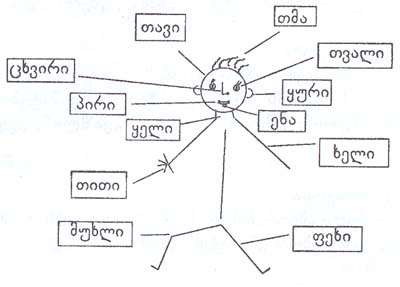 თმა
თავი
თვალი
ცხვირი
ყური
პირი
ენა
ყელი
ხელი
თითი
მუხლი
ფეხი